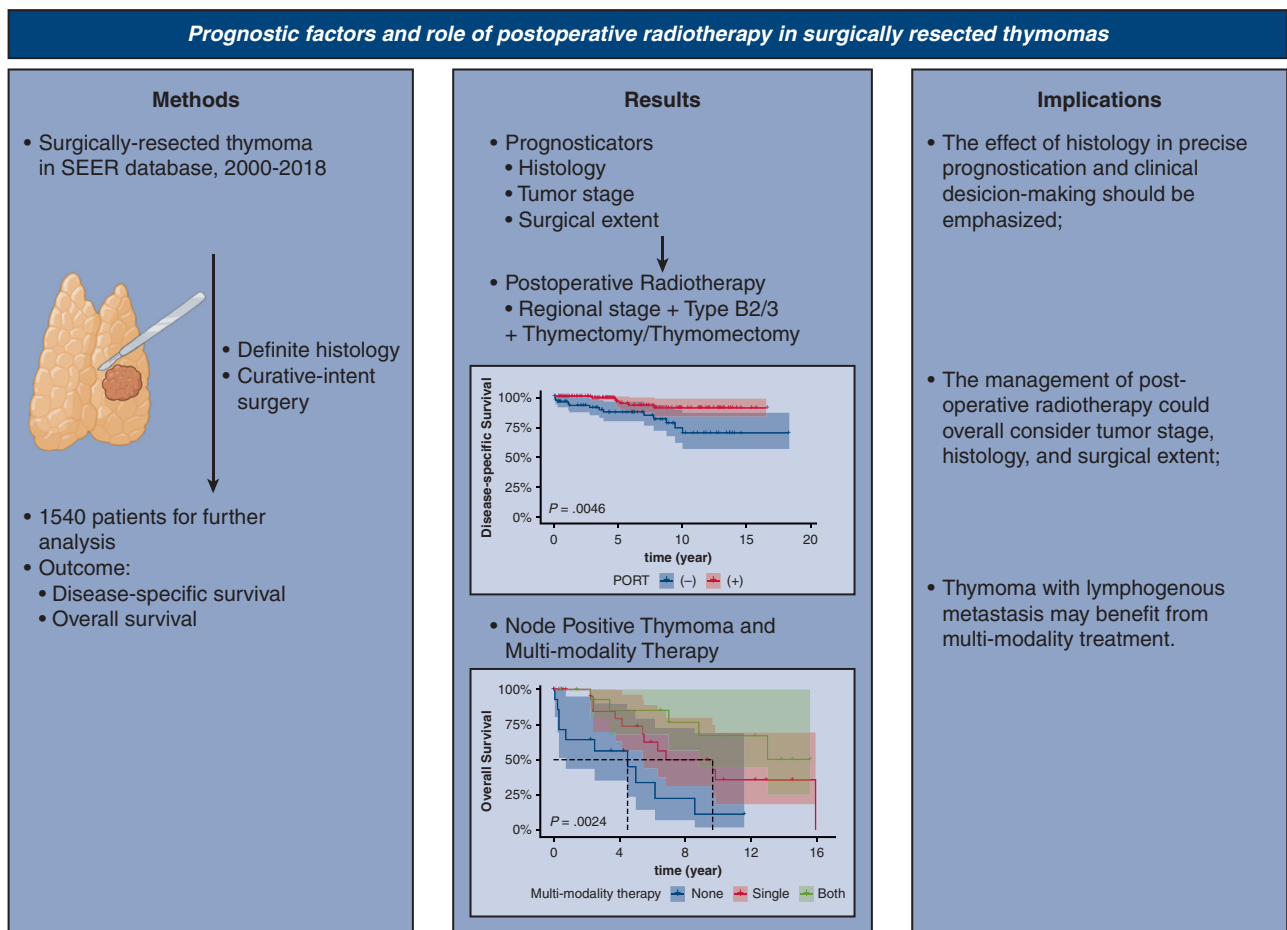 Prognostic factors and role of postoperative radiotherapy in surgically resected thymomas
Methods
• Surgically-resected thymoma
in SEER database, 2000-2018
• Definite histology
• Curative-intent
surgery
• 1540 patients for further
analysis
• Outcome:
• Disease-specific survival
• Overall survival
Results
• Prognosticators
• Histology
• Tumor stage
• Surgical extent
• Postoperative Radiotherapy
• Regional stage + Type B2/3
+ Thymectomy/Thymomectomy
Disease-specific Survival
100%
75%
50%
25%
0%
P = .0046
0 5 10 15 20
time (year)
PORT (–) (+)
• Node Positive Thymoma and
Multi-modality Therapy
Overall Survival
100%
75%
50%
25%
0%
P = .0024
0 4 8 12 16
time (year)
Multi-modality therapy None Single Both
Implications
• The effect of histology in precise
prognostication and clinical
desicion-making should be
emphasized;
• The management of post-
operative radiotherapy could
overall consider tumor stage,
histology, and surgical extent;
• Thymoma with lymphogenous
metastasis may benefit from
multi-modality treatment.